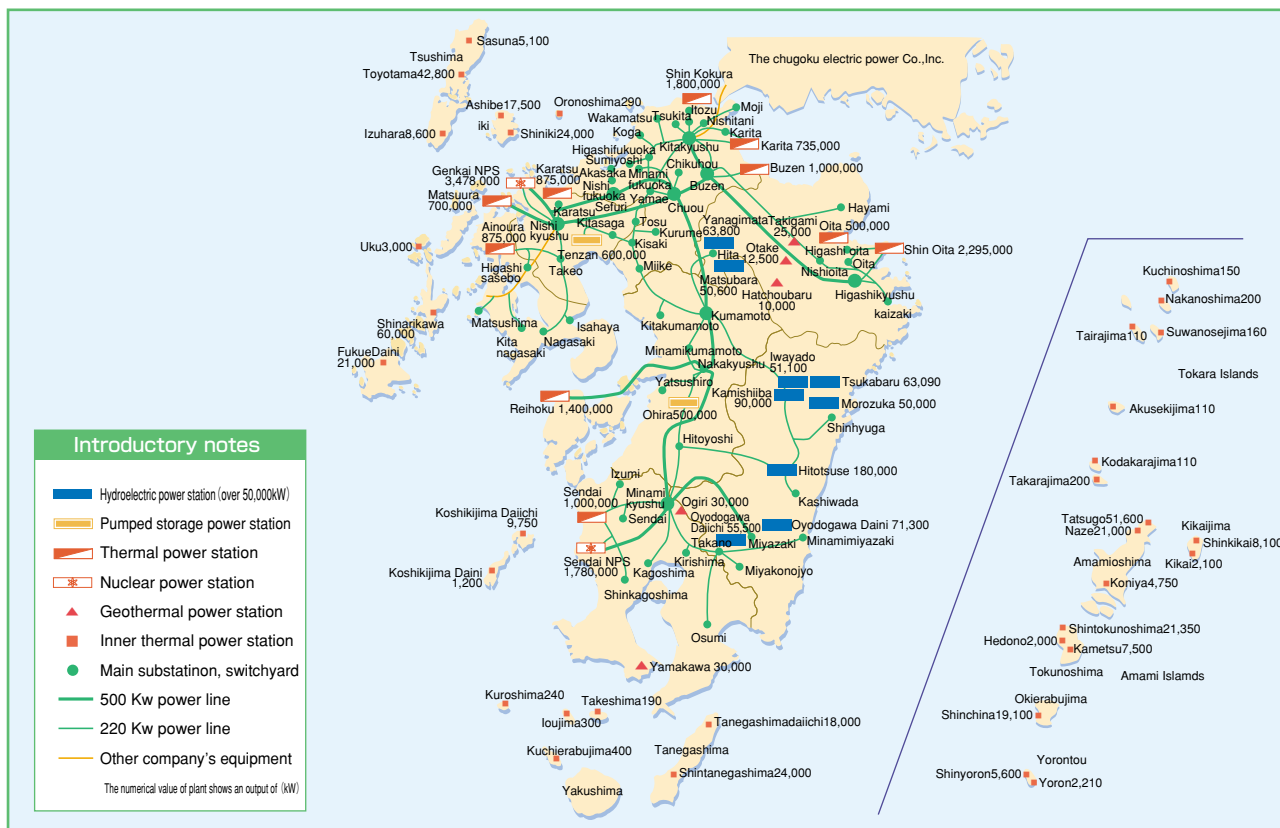 Sasuna5,100
Tsushima
Toyotama42,800
Ashibe17,500
iki
Oronoshima290
Izuhara8,600
Shiniki24,000
The chugoku electric power Co.,Inc.
Shin Kokura
1,800,000
Itozu
Moji
Tsukita
Wakamatsu
Nishitani
Koga
Karita
Kitakyushu
Karita 735,000
Higashifukuoka
Sumiyoshi
Chikuhou
Akasaka
Minami
fukuoka
Buzen 1,000,000
Buzen
Genkai NPS
3,478,000
Karatsu
875,000
Nishi
fukuoka
Yamae
Matsuura
700,000
Sefuri
Chuou
Karatsu
Nishi
kyushu
Kitasaga
Tosu
Kurume
Yanagimata
63,800
Takigami
25,000
Hayami
Oita 500,000
Ainoura
875,000
Kisaki
Tenzan 600,000
Hita
Otake
12,500
Higashi oita
Shin Oita 2,295,000
Oita
Uku3,000
Higashi
sasebo
Takeo
Miike
Matsubara
50,600
Nishioita
Hatchoubaru
10,000
Higashikyushu
kaizaki
Shinarikawa
60,000
Matsushima
Kita
nagasaki
Nagasaki
Isahaya
Kitakumamoto
Kumamoto
FukueDaini
21,000
Minamikumamoto
Nakakyushu
Iwayado
51,100
Yatsushiro
Tsukabaru 63,090
Kamishiiba
90,000
Morozuka 50,000
Reihoku 1,400,000
Ohira500,000
Shinhyuga
Hitoyoshi
Hitotsuse 180,000
Izumi
Kashiwada
Sendai
1,000,000
Minami
kyushu
Ogiri 30,000
Sendai
Oyodogawa
Daiichi 55,500
Oyodogawa Daini 71,300
Koshikijima Daiichi
9,750
Takano
Miyazaki
Minamimiyazaki
Sendai NPS
1,780,000
Kirishima
Kagoshima
Miyakonojyo
Koshikijima Daini
1,200
Shinkagoshima
Osumi
Yamakawa 30,000
Kuroshima240
Takeshima190
Ioujima300
Tanegashimadaiichi18,000
Kuchierabujima400
Tanegashima
Shintanegashima24,000
Yakushima
Kuchinoshima150
Nakanoshima200
Tairajima110
Suwanosejima160
Tokara Islands
Akusekijima110
Kodakarajima110
Takarajima200
Tatsugo51,600
Naze21,000
Kikaijima
Shinkikai8,100
Kikai2,100
Amamioshima
Koniya4,750
Shintokunoshima21,350
Hedono2,000
Kametsu7,500
Tokunoshima
Amami Islands
Okierabujima
Shinchina19,100
Yorontou
Shinyoron5,600
Yoron2,210
Introductory notes
Hydroelectric power station (over 50,000kW)
Pumped storage power station
Thermal power station
Nuclear power station
Geothermal power station
Inner thermal power station
Main substatinon, switchyard
500 Kw power line
220 Kw power line
Other company's equipment
The numerical value of plant shows an output of (kW)